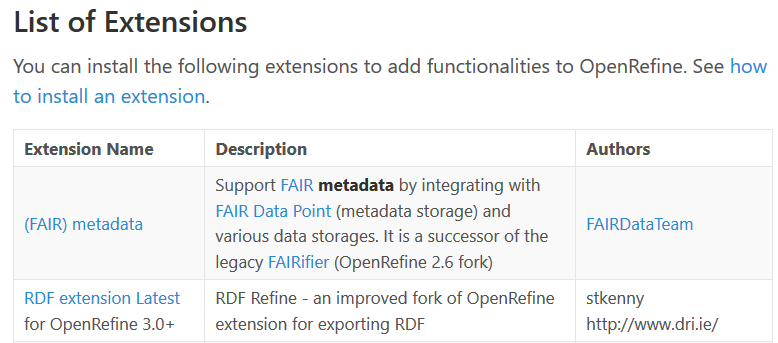 List of Extensions
You can install the following extensions to add functionalities to OpenRefine. See how
to install an extension.
Extension Name Description Authors
(FAIR) metadata
Support FAIR metadata by integrating with
FAIR Data Point (metadata storage) and
various data storages. It is a successor of the
legacy FAIRifier (OpenRefine 2.6 fork)
FAIRDataTeam
RDF extension Latest
for OpenRefine 3.0+
RDF Refine - an improved fork of OpenRefine
extension for exporting RDF
stkenny
http://www.dri.ie/